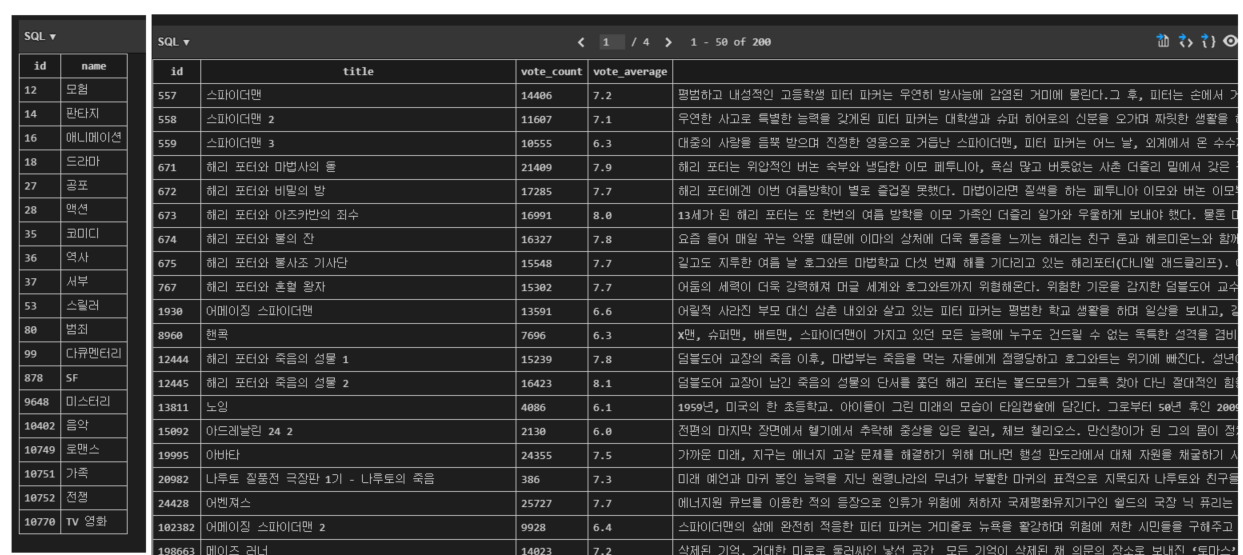 SQL ▾
id name
12 모험
14 판타지
16 애니메이션
18 드라마
27 공포
28 액션
35 코미디
36 역사
37 서부
53 스릴러
80 범죄
99 다큐멘터리
878 SF
9648 미스터리
10402 음악
10749 로맨스
10751 가족
10752 전쟁
10770 TV 영화
SQL ▾ 1 / 4 1 - 50 of 200
id title vote_count vote_average
557 스파이더맨 14406 7.2 평범하고 내성적인 고등학생 피터 파커는 우연히 방사능에 감염된 거미에 물린다.그 후, 피터는 손에서
558 스파이더맨 2 11607 7.1 우연한 사고로 특별한 능력을 갖게된 피터 파커는 대학생과 슈퍼 히어로의 신분을 오가며 짜릿한 생활을
559 스파이더맨 3 10555 6.3 대중의 사랑을 듬뿍 받으며 진정한 영웅으로 거듭난 스파이더맨, 피터 파커는 어느 날, 외계에서 온
671 해리 포터와 마법사의 돌 21409 7.9 해리 포터는 위압적인 버논 숙부와 냉담한 이모 페투니아, 욕심 많고 버릇없는 사촌 더즐리 밑에서 갖은
672 해리 포터와 비밀의 방 17285 7.7 해리 포터에겐 이번 여름방학이 별로 즐겁질 못했다. 마법이라면 질색을 하는 페투니아 이모와 버논
673 해리 포터와 아즈카반의 죄수 16991 8.0 13세가 된 해리 포터는 또 한번의 여름 방학을 이모 가족인 더즐리 일가와 우울하게 보내야 했다. 물론
674 해리 포터와 불의 잔 16327 7.8 요즘 들어 매일 꾸는 악몽 때문에 이마의 상처에 더욱 통증을 느끼는 해리는 친구 론과 헤르미온느와 함께
675 해리 포터와 불사조 기사단 15548 7.7 길고도 지루한 여름 날 호그와트 마법학교 다섯 번째 해를 기다리고 있는 해리포터(다니엘 래드클리프).
767 해리 포터와 혼혈 왕자 15302 7.7 어둠의 세력이 더욱 강력해져 머글 세계와 호그와트까지 위협해온다. 위험한 기운을 감지한 덤블도어
1930 어메이징 스파이더맨 13591 6.6 어릴적 사라진 부모 대신 삼촌 내외와 살고 있는 피터 파커는 평범한 학교 생활을 하며 일상을 보내고,
8960 핸콕 7696 6.3 X맨, 슈퍼맨, 배트맨, 스파이더맨이 가지고 있던 모든 능력에 누구도 건드릴 수 없는 독특한 성격을
12444 해리 포터와 죽음의 성물 1 15239 7.8 덤블도어 교장의 죽음 이후, 마법부는 죽음을 먹는 자들에게 점령당하고 호그와트는 위기에 빠진다.
12445 해리 포터와 죽음의 성물 2 16423 8.1 덤블도어 교장이 남긴 죽음의 성물의 단서를 쫓던 해리 포터는 볼드모트가 그토록 찾아 다닌 절대적인
13811 노잉 4086 6.1 1959년, 미국의 한 초등학교. 아이들이 그린 미래의 모습이 타임캡슐에 담긴다. 그로부터 50년 후인 2009
15092 아드레날린 24 2 2130 6.0 전편의 마지막 장면에서 헬기에서 추락해 중상을 입은 킬러, 체브 첼리오스. 만신창이가 된 그의 몸이
19995 아바타 24355 7.5 가까운 미래, 지구는 에너지 고갈 문제를 해결하기 위해 머나먼 행성 판도라에서 대체 자원을 채굴하기
20982 나루토 질풍전 극장판 1기 - 나루토의 죽음 386 7.3 미래 예언과 마귀 봉인 능력을 지닌 원령나라의 무녀가 부활한 마귀의 표적으로 지목되자 나루토와 친구들
24428 어벤져스 25727 7.7 에너지원 큐브를 이용한 적의 등장으로 인류가 위험에 처하자 국제평화유지기구인 쉴드의 국장 닉 퓨리는
102382 어메이징 스파이더맨 2 9928 6.4 스파이더맨의 삶에 완전히 적응한 피터 파커는 거미줄로 뉴욕을 활강하며 위험에 처한 시민들을 구해주고
198663 메이즈 러너 14023 7.2 삭제된 기억, 거대한 미로로 둘러싸인 낯선 공간 모든 기억이 삭제된 채 의문의 장소로 보내진 ‘토마스’